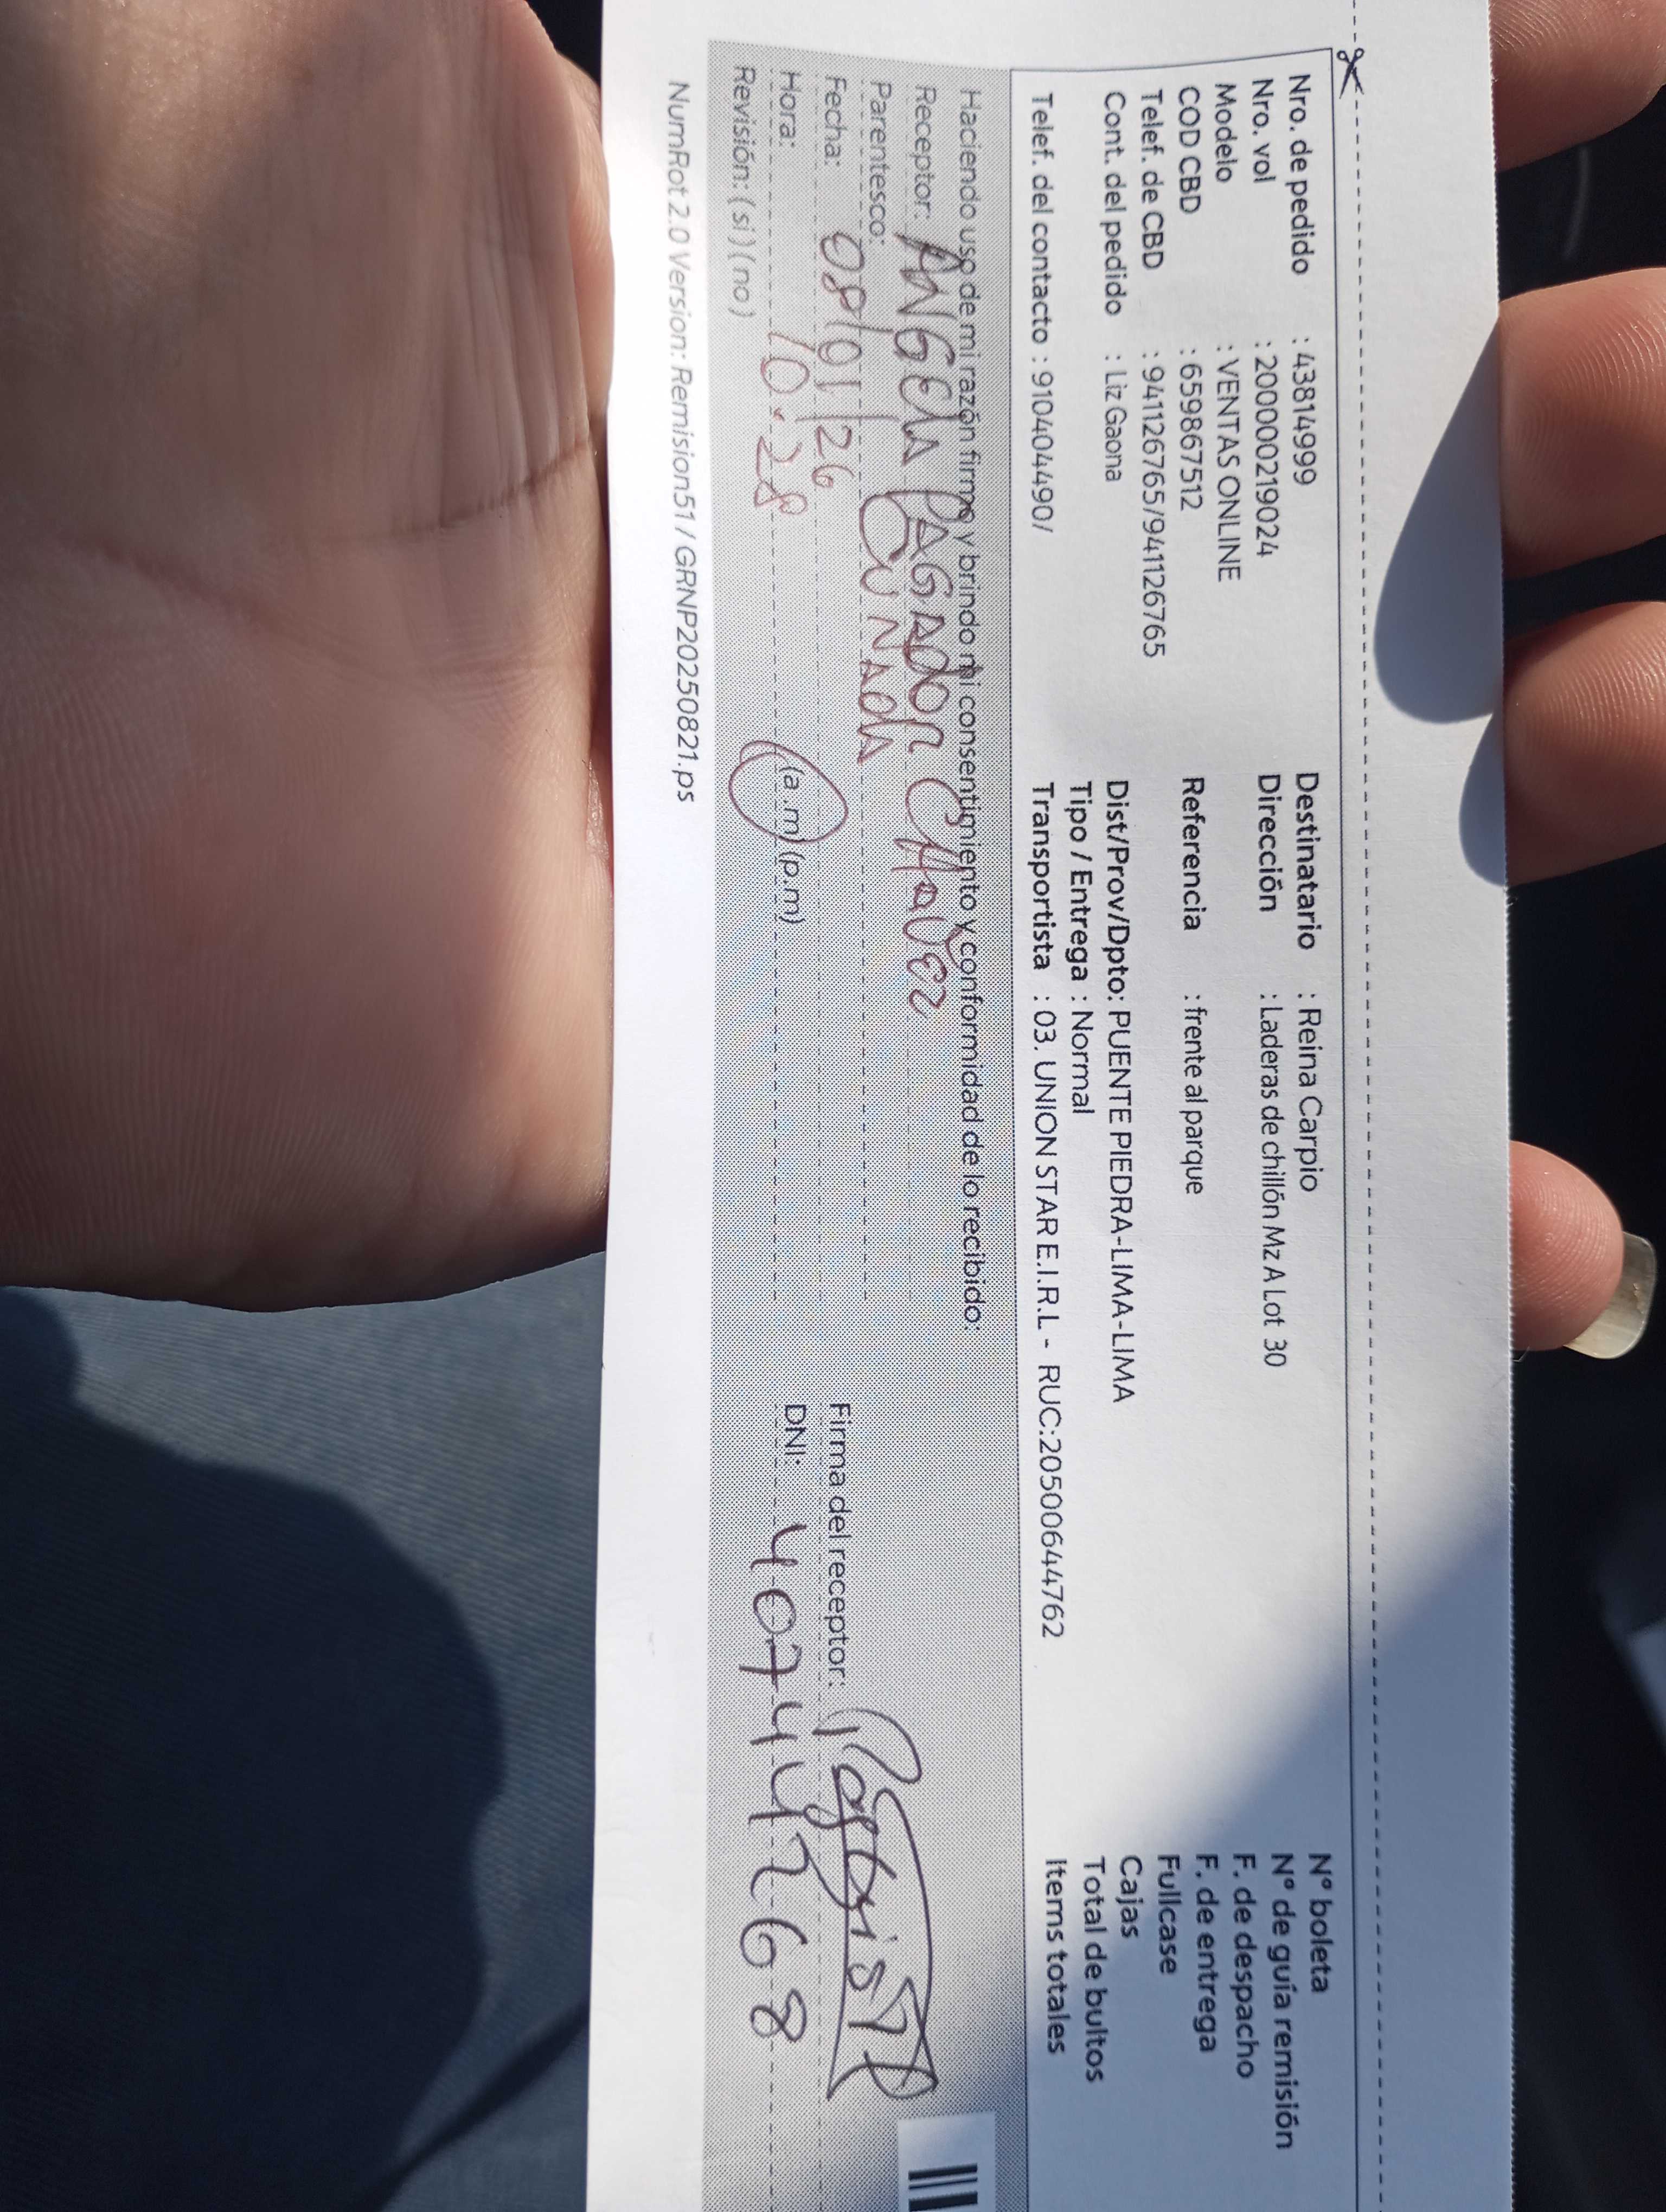 Nro. de pedido : 43814999
Nro. vol : 2000002190​24
Modelo : VENTAS ONLINE
COD CBD : 659867512
Telef. de CBD : 941126765/941126765
Cont. del pedido : Liz Gaona
Telef. del contacto : 910404490/
Destinatario : Reina Carpio
Dirección : Laderas de chillón Mz A Lot 30
Referencia : frente al parque
Dist/Prov/Dpto: PUENTE PIEDRA-LIMA-LIMA
Tipo / Entrega : Normal
Transportista : 03. UNION STAR E.I.R.L - RUC:20500644762
N° boleta
N° de guía remisión
F. de despacho
F. de entrega
Fullcase
Cajas
Total de bultos
Items totales
Haciendo uso de mi razón firmo y brindo mi consentimiento y conformidad de lo recibido:
Receptor: ANGELA PAGADOR CHAVEZ
Parentesco: CUNADA
Fecha: 08/01/26
Hora: 10:28 (a.m) (p.m)
Revisión: (si) (no)
Firma del receptor:
DNI: 40744268
NumRot 2.0 Version: Remision51 / GRNP20250821.ps